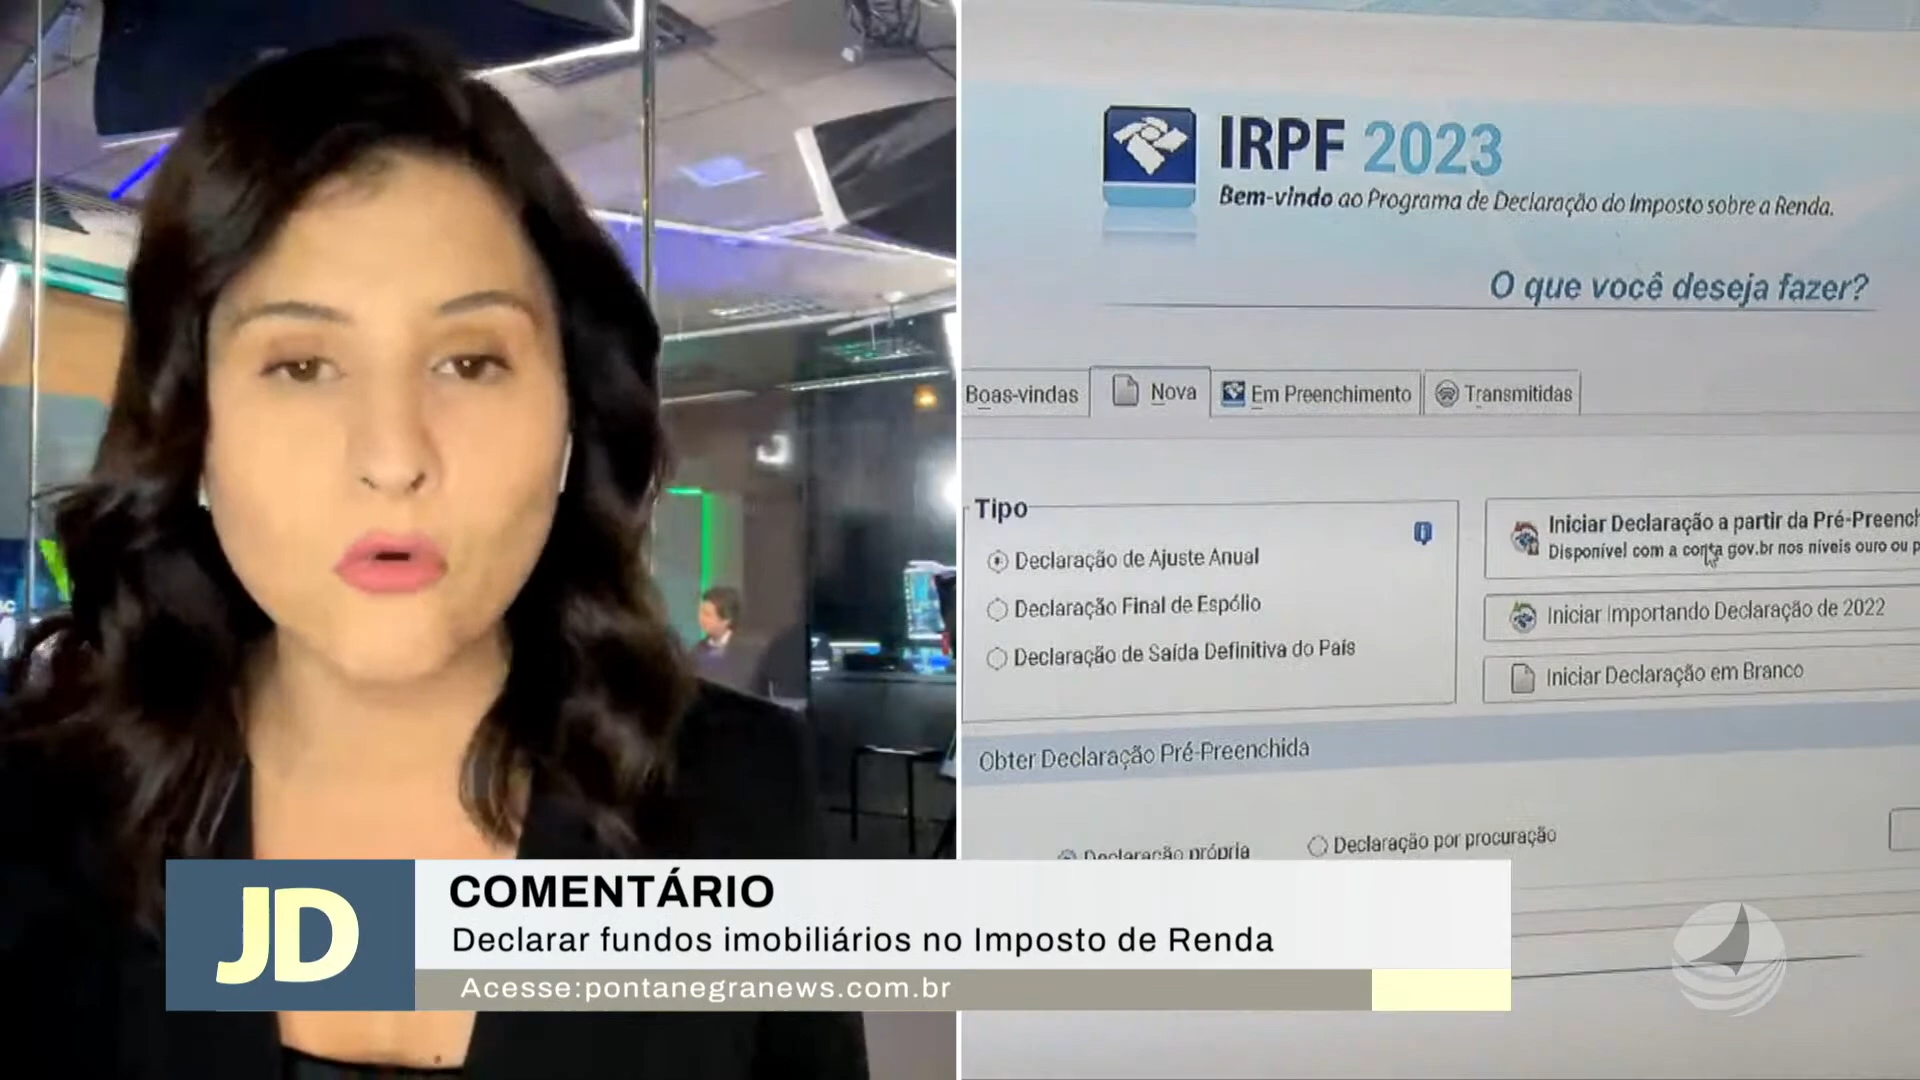 IRPF 2023
Bem-vindo ao Programa de Declaração do Imposto sobre a Renda.
O que você deseja fazer?
Boas-vindas
Nova
Em Preenchimento
Transmitidas
Tipo
Declaração de Ajuste Anual
Declaração Final de Espólio
Declaração de Saída Definitiva do País
Iniciar Declaração a partir da Pré-Preench
Disponível com a conta gov.br nos níveis ouro ou p
Iniciar Importando Declaração de 2022
Iniciar Declaração em Branco
Obter Declaração Pré-Preenchida
Declaração própria
Declaração por procuração
JD
COMENTÁRIO
Declarar fundos imobiliários no Imposto de Renda
Acesse:pontanegranews.com.br